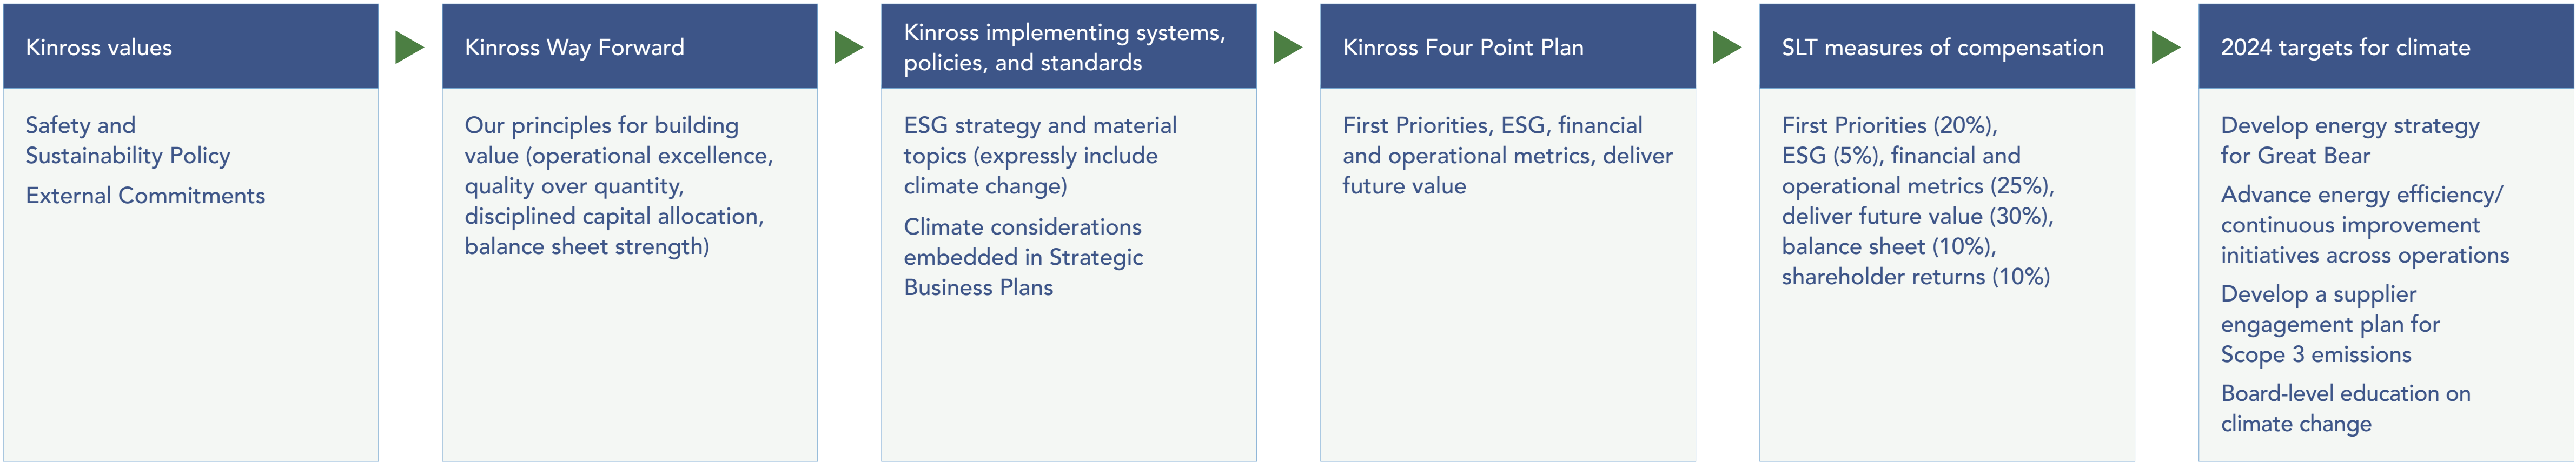 Kinross values
Safety and
Sustainability Policy
External Commitments
Kinross Way Forward
Our principles for building
value (operational excellence,
quality over quantity,
disciplined capital allocation,
balance sheet strength)
Kinross implementing systems,
policies, and standards
ESG strategy and material
topics (expressly include
climate change)
Climate considerations
embedded in Strategic
Business Plans
Kinross Four Point Plan
First Priorities, ESG, financial
and operational metrics, deliver
future value
SLT measures of compensation
First Priorities (20%),
ESG (5%), financial and
operational metrics (25%),
deliver future value (30%),
balance sheet (10%),
shareholder returns (10%)
2024 targets for climate
Develop energy strategy
for Great Bear
Advance energy efficiency/
continuous improvement
initiatives across operations
Develop a supplier
engagement plan for
Scope 3 emissions
Board-level education on
climate change